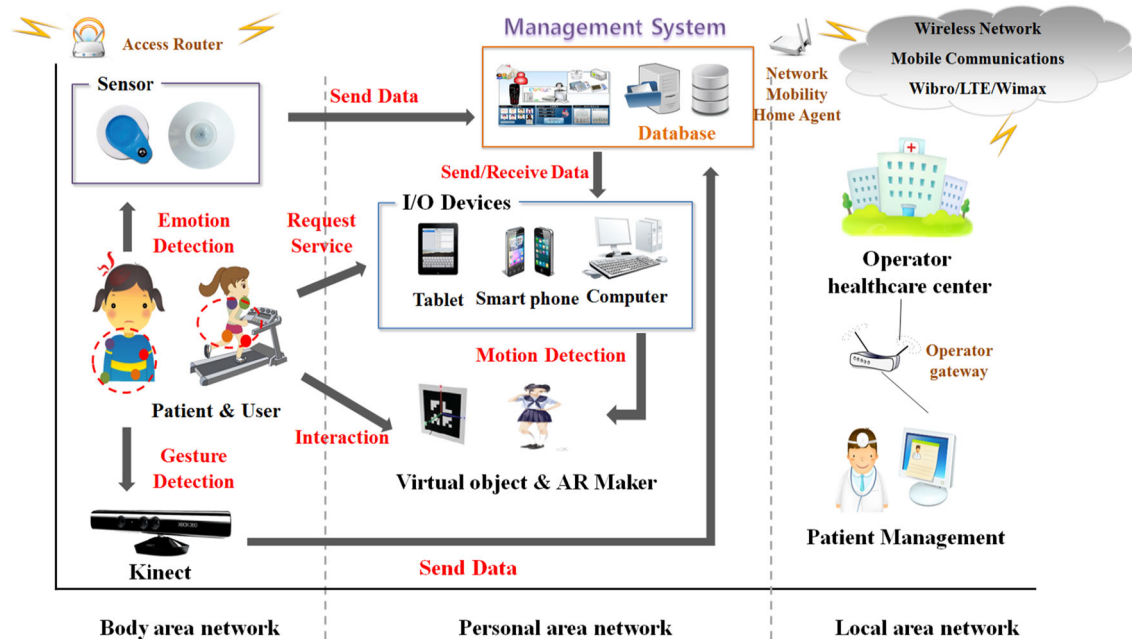 Access Router
Management System
Wireless Network
Mobile Communications
Wibro/LTE/Wimax
Network
Mobility
Home Agent
Sensor
Send Data
Database
Send/Receive Data
I/O Devices
Emotion
Detection
Request
Service
Tablet
Smart phone
Computer
Operator
healthcare center
Motion Detection
Operator
gateway
Patient & User
Interaction
Gesture
Detection
Virtual object & AR Maker
XBOX 360
Kinect
Send Data
Patient Management
Body area network
Personal area network
Local area network